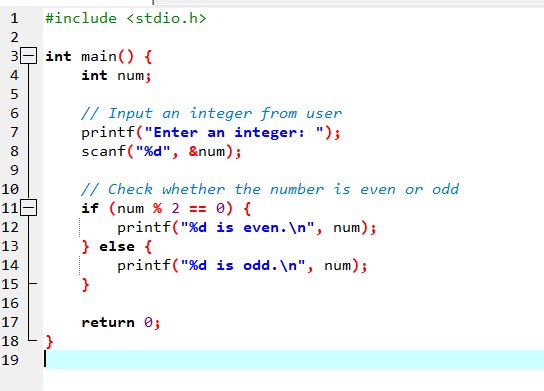 1 #include <stdio.h>
2
3 int main() {
4     int num;
5
6     // Input an integer from user
7     printf("Enter an integer: ");
8     scanf("%d", &num);
9
10     // Check whether the number is even or odd
11     if (num % 2 == 0) {
12         printf("%d is even.\n", num);
13     } else {
14         printf("%d is odd.\n", num);
15     }
16
17     return 0;
18 }
19